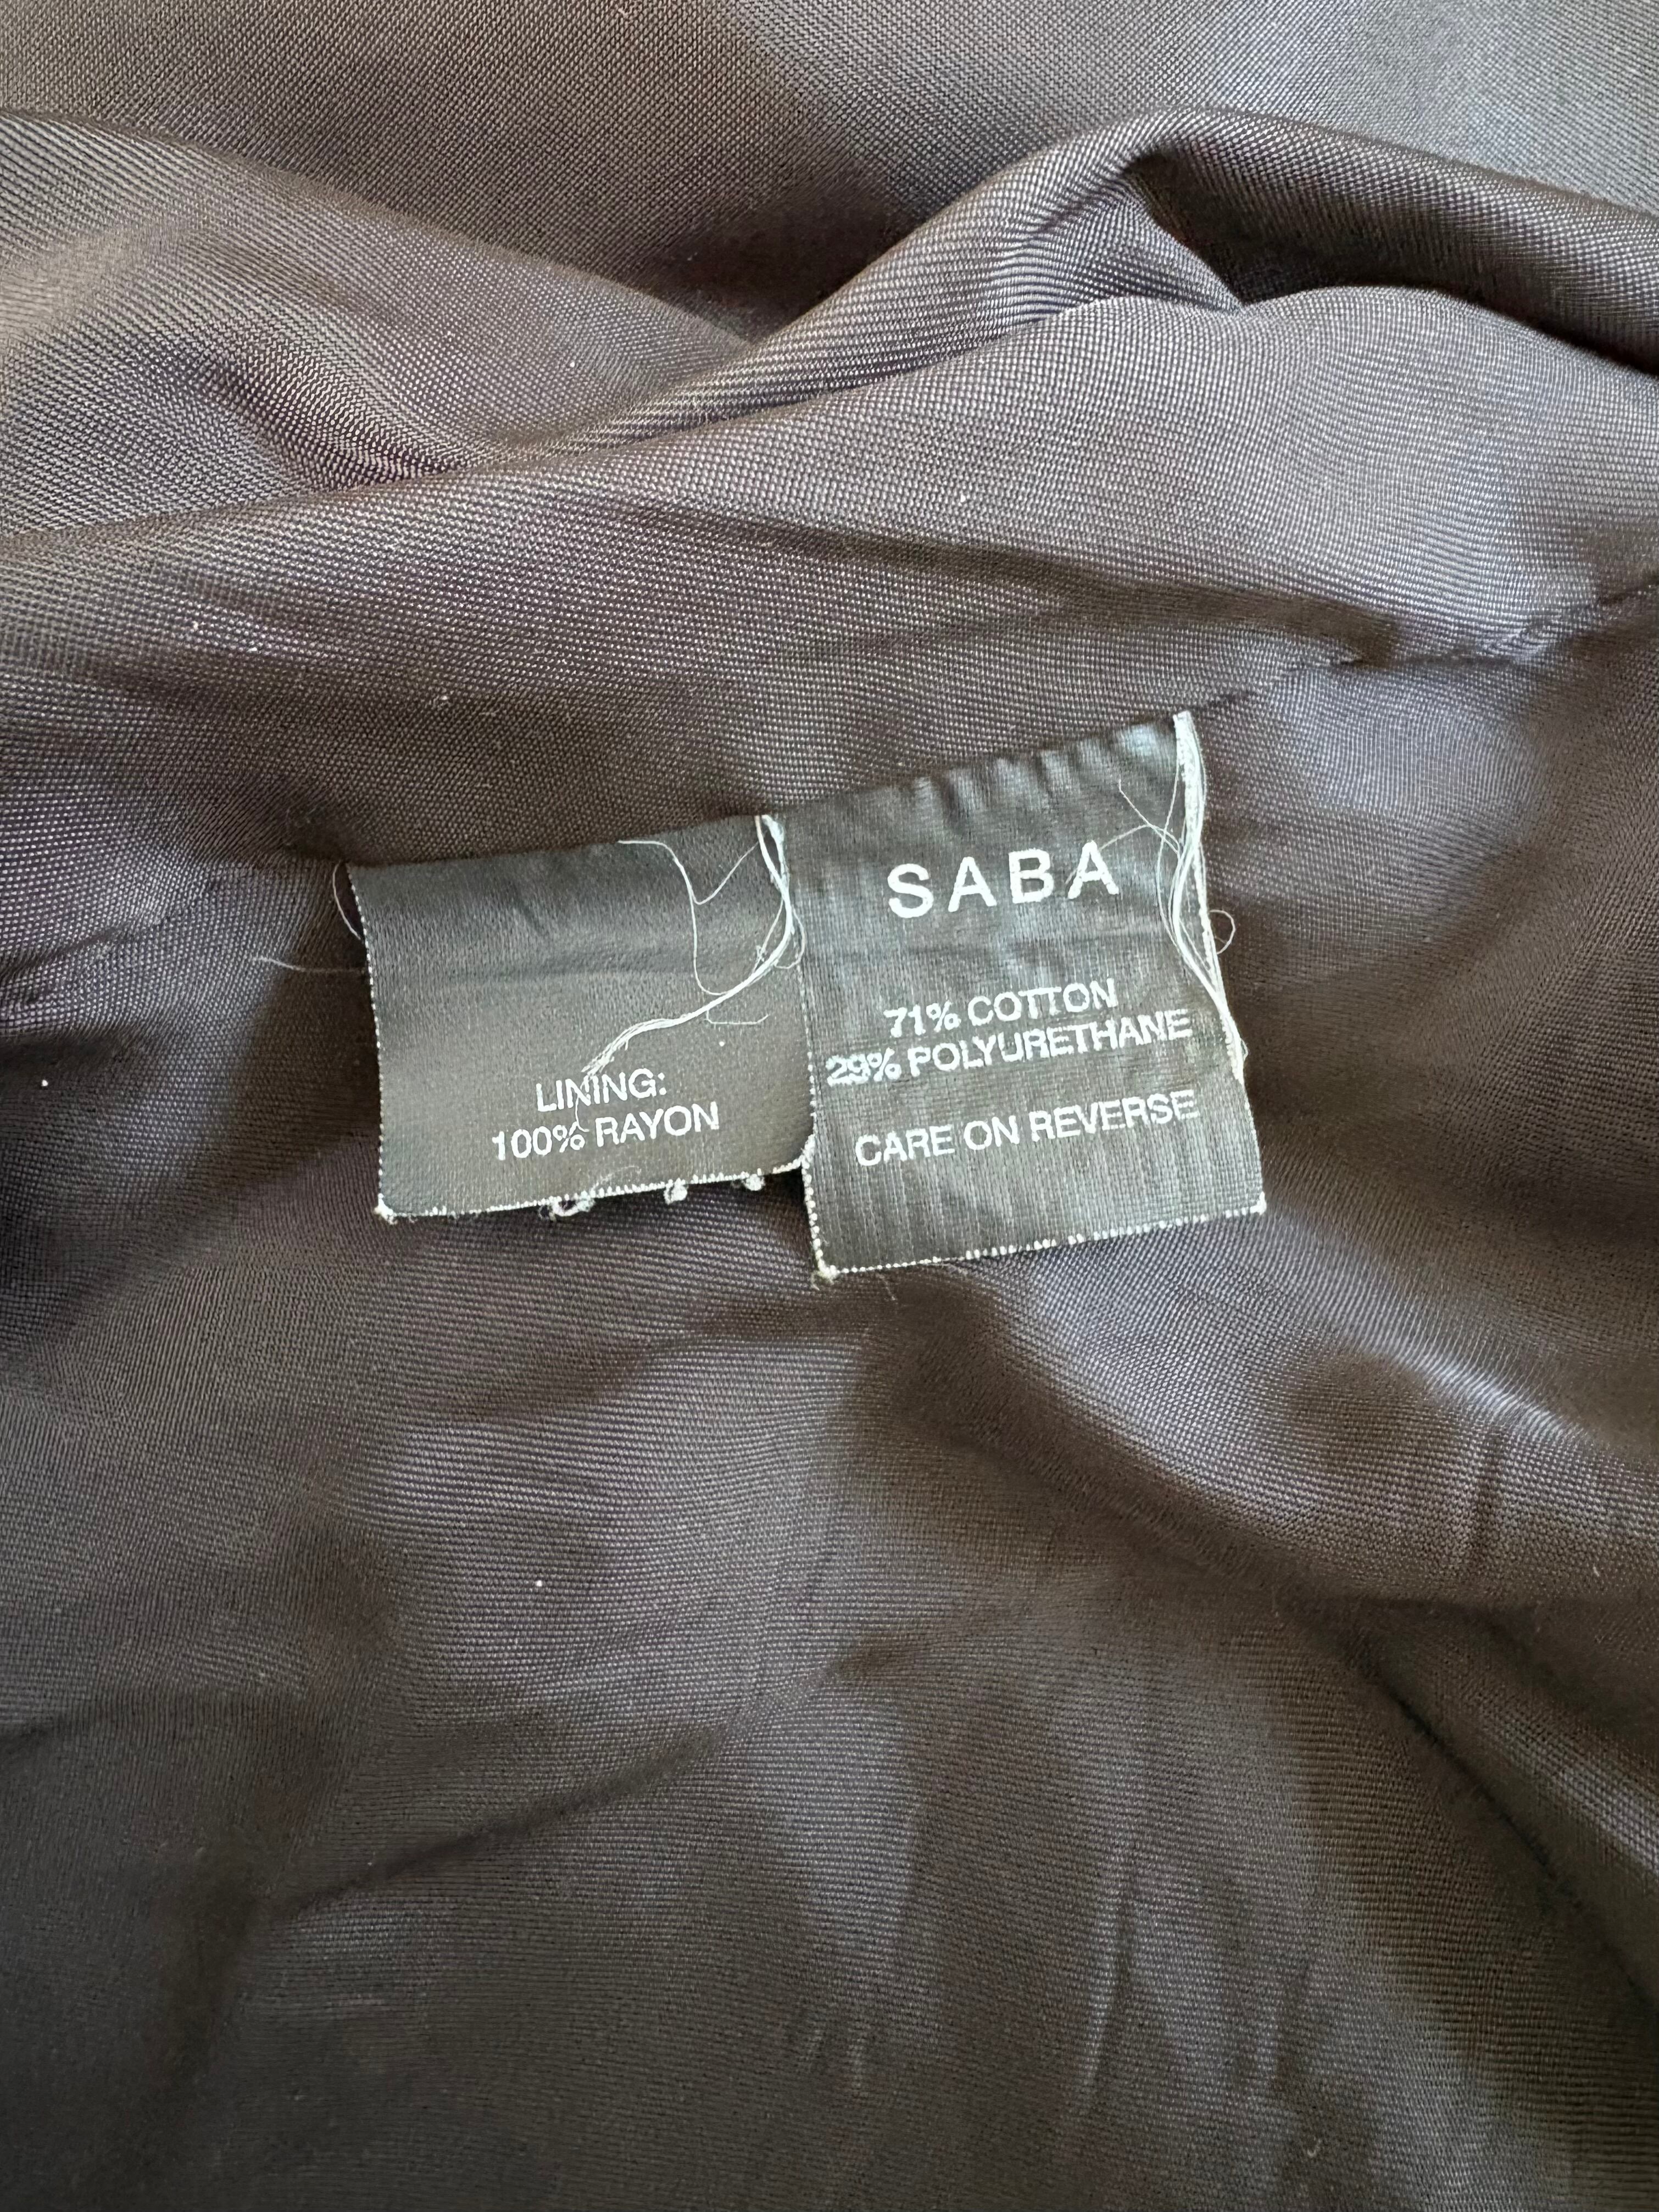 LINING:
100% RAYON
SABA
71% COTTON
29% POLYURETHANE
CARE ON REVERSE